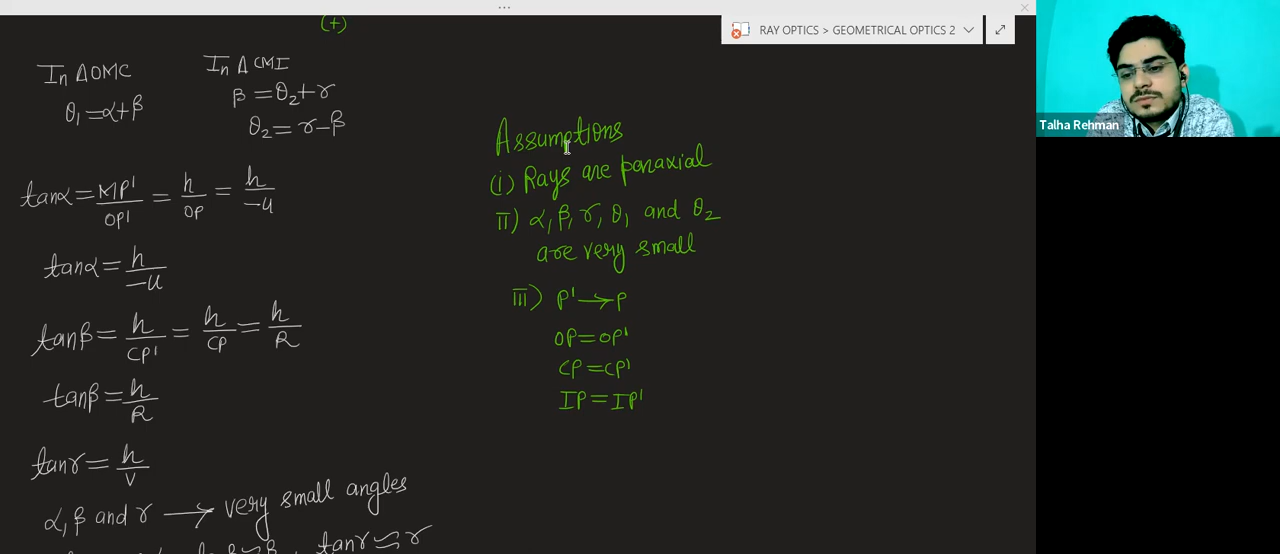 (+)
RAY OPTICS > GEOMETRICAL OPTICS 2
In ΔOMC
θ₁=α+β
In ΔCMI
β=θ₂+r
θ₂=r-β
tanα=MP'/OP'=h/OP=h/-u
tanα=h/-u
tanβ=h/CP'=h/CP=h/R
tanβ=h/R
tanr=h/v
α,β and r → very small angles
tanr≈r
Assumptions
(i) Rays are paraxial
II) α, β, r, θ₁ and θ₂
are very small
III) P'→P
OP=OP'
CP=CP'
IP=IP'
Talha Rehman